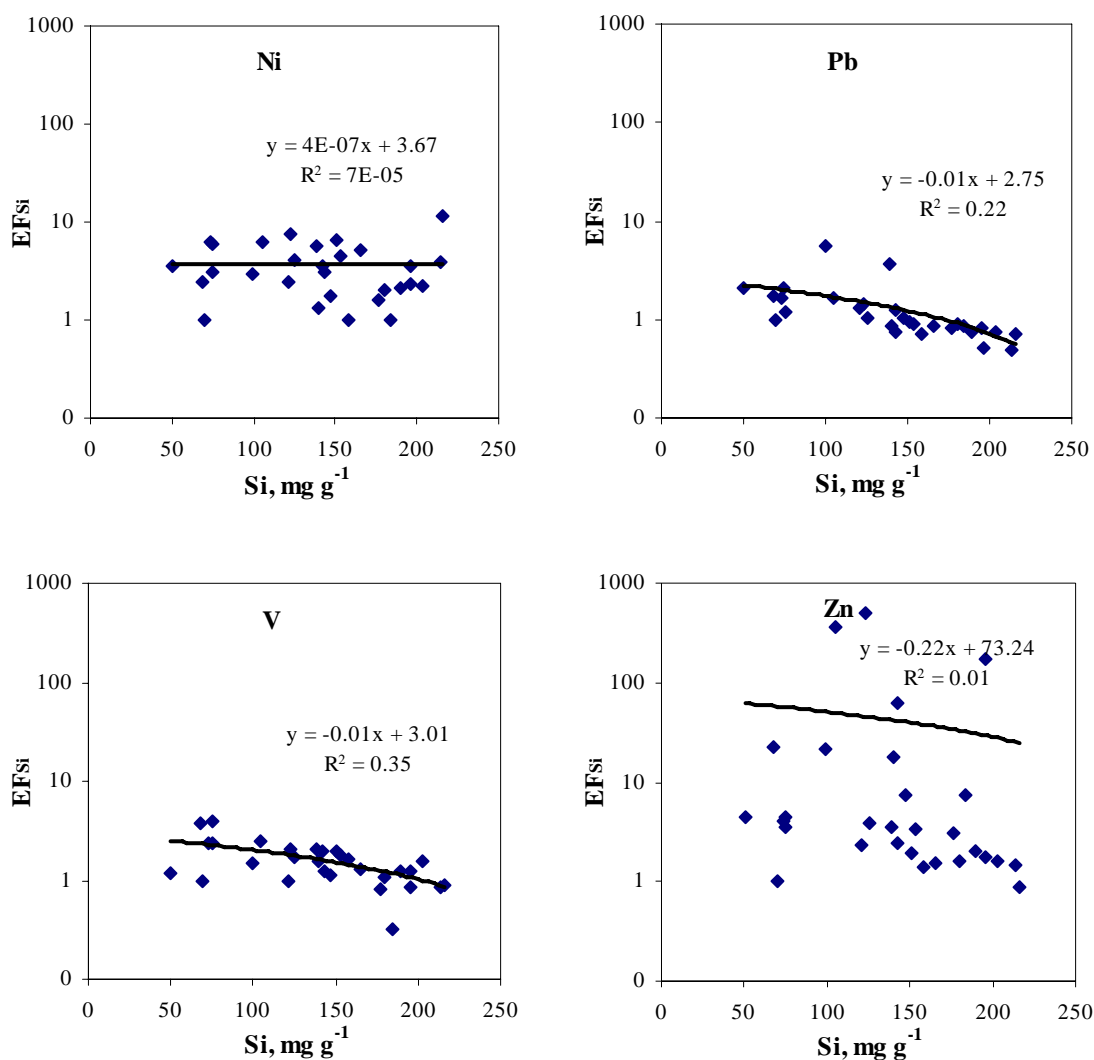 Ni
y = 4E-07x + 3.67
R² = 7E-05
1000
100
10
1
0
EFSi
0 50 100 150 200 250
Si, mg g⁻¹
Pb
y = -0.01x + 2.75
R² = 0.22
1000
100
10
1
0
EFSi
0 50 100 150 200 250
Si, mg g⁻¹
V
y = -0.01x + 3.01
R² = 0.35
1000
100
10
1
0
EFSi
0 50 100 150 200 250
Si, mg g⁻¹
Zn
y = -0.22x + 73.24
R² = 0.01
1000
100
10
1
0
EFSi
0 50 100 150 200 250
Si, mg g⁻¹